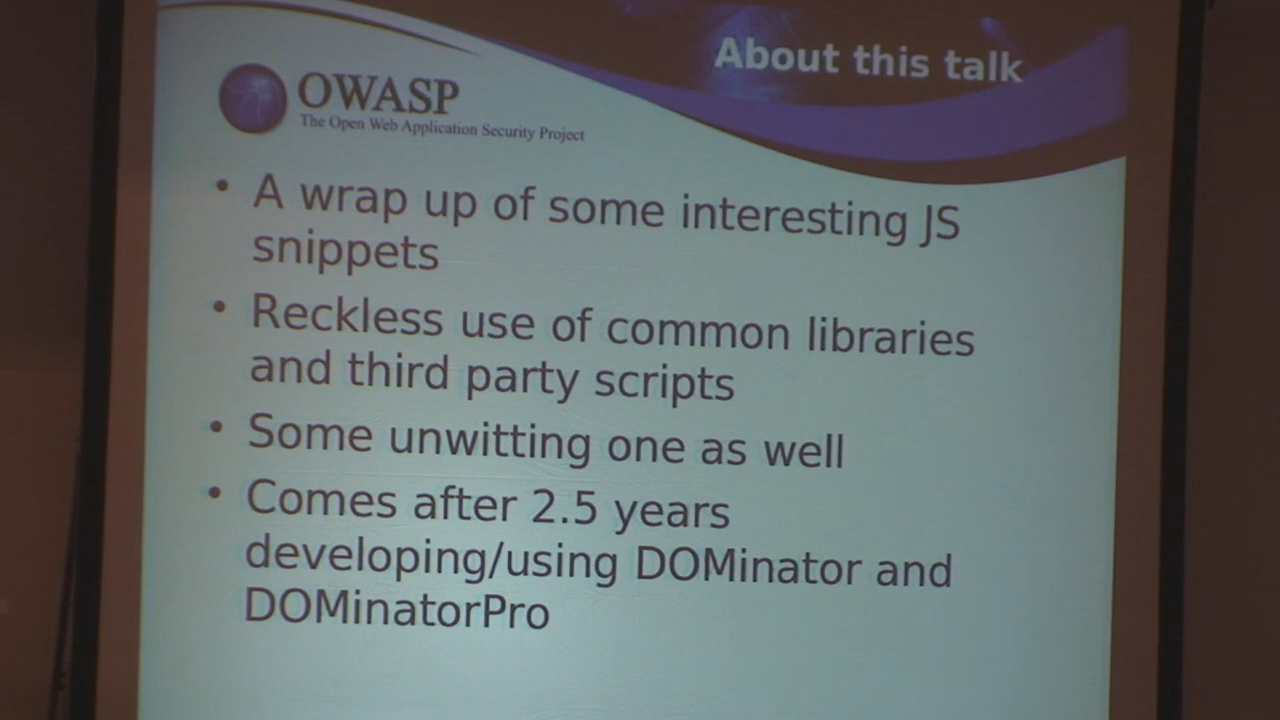 About this talk
OWASP
The Open Web Application Security Project
• A wrap up of some interesting JS
snippets
• Reckless use of common libraries
and third party scripts
• Some unwitting one as well
• Comes after 2.5 years
developing/using DOMinator and
DOMinatorPro